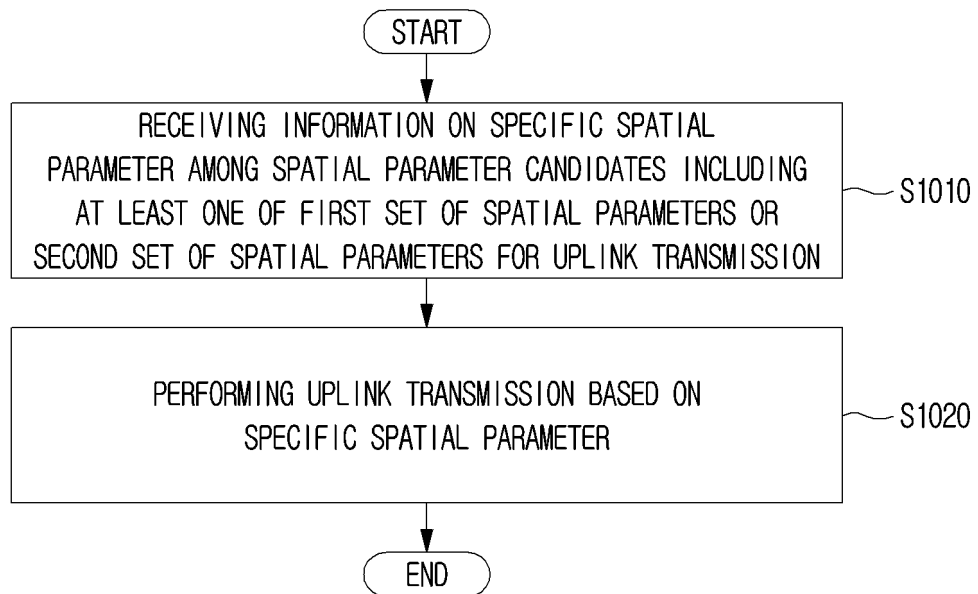 START
RECEIVING INFORMATION ON SPECIFIC SPATIAL
PARAMETER AMONG SPATIAL PARAMETER CANDIDATES INCLUDING
AT LEAST ONE OF FIRST SET OF SPATIAL PARAMETERS OR
SECOND SET OF SPATIAL PARAMETERS FOR UPLINK TRANSMISSION
S1010
PERFORMING UPLINK TRANSMISSION BASED ON
SPECIFIC SPATIAL PARAMETER
S1020
END